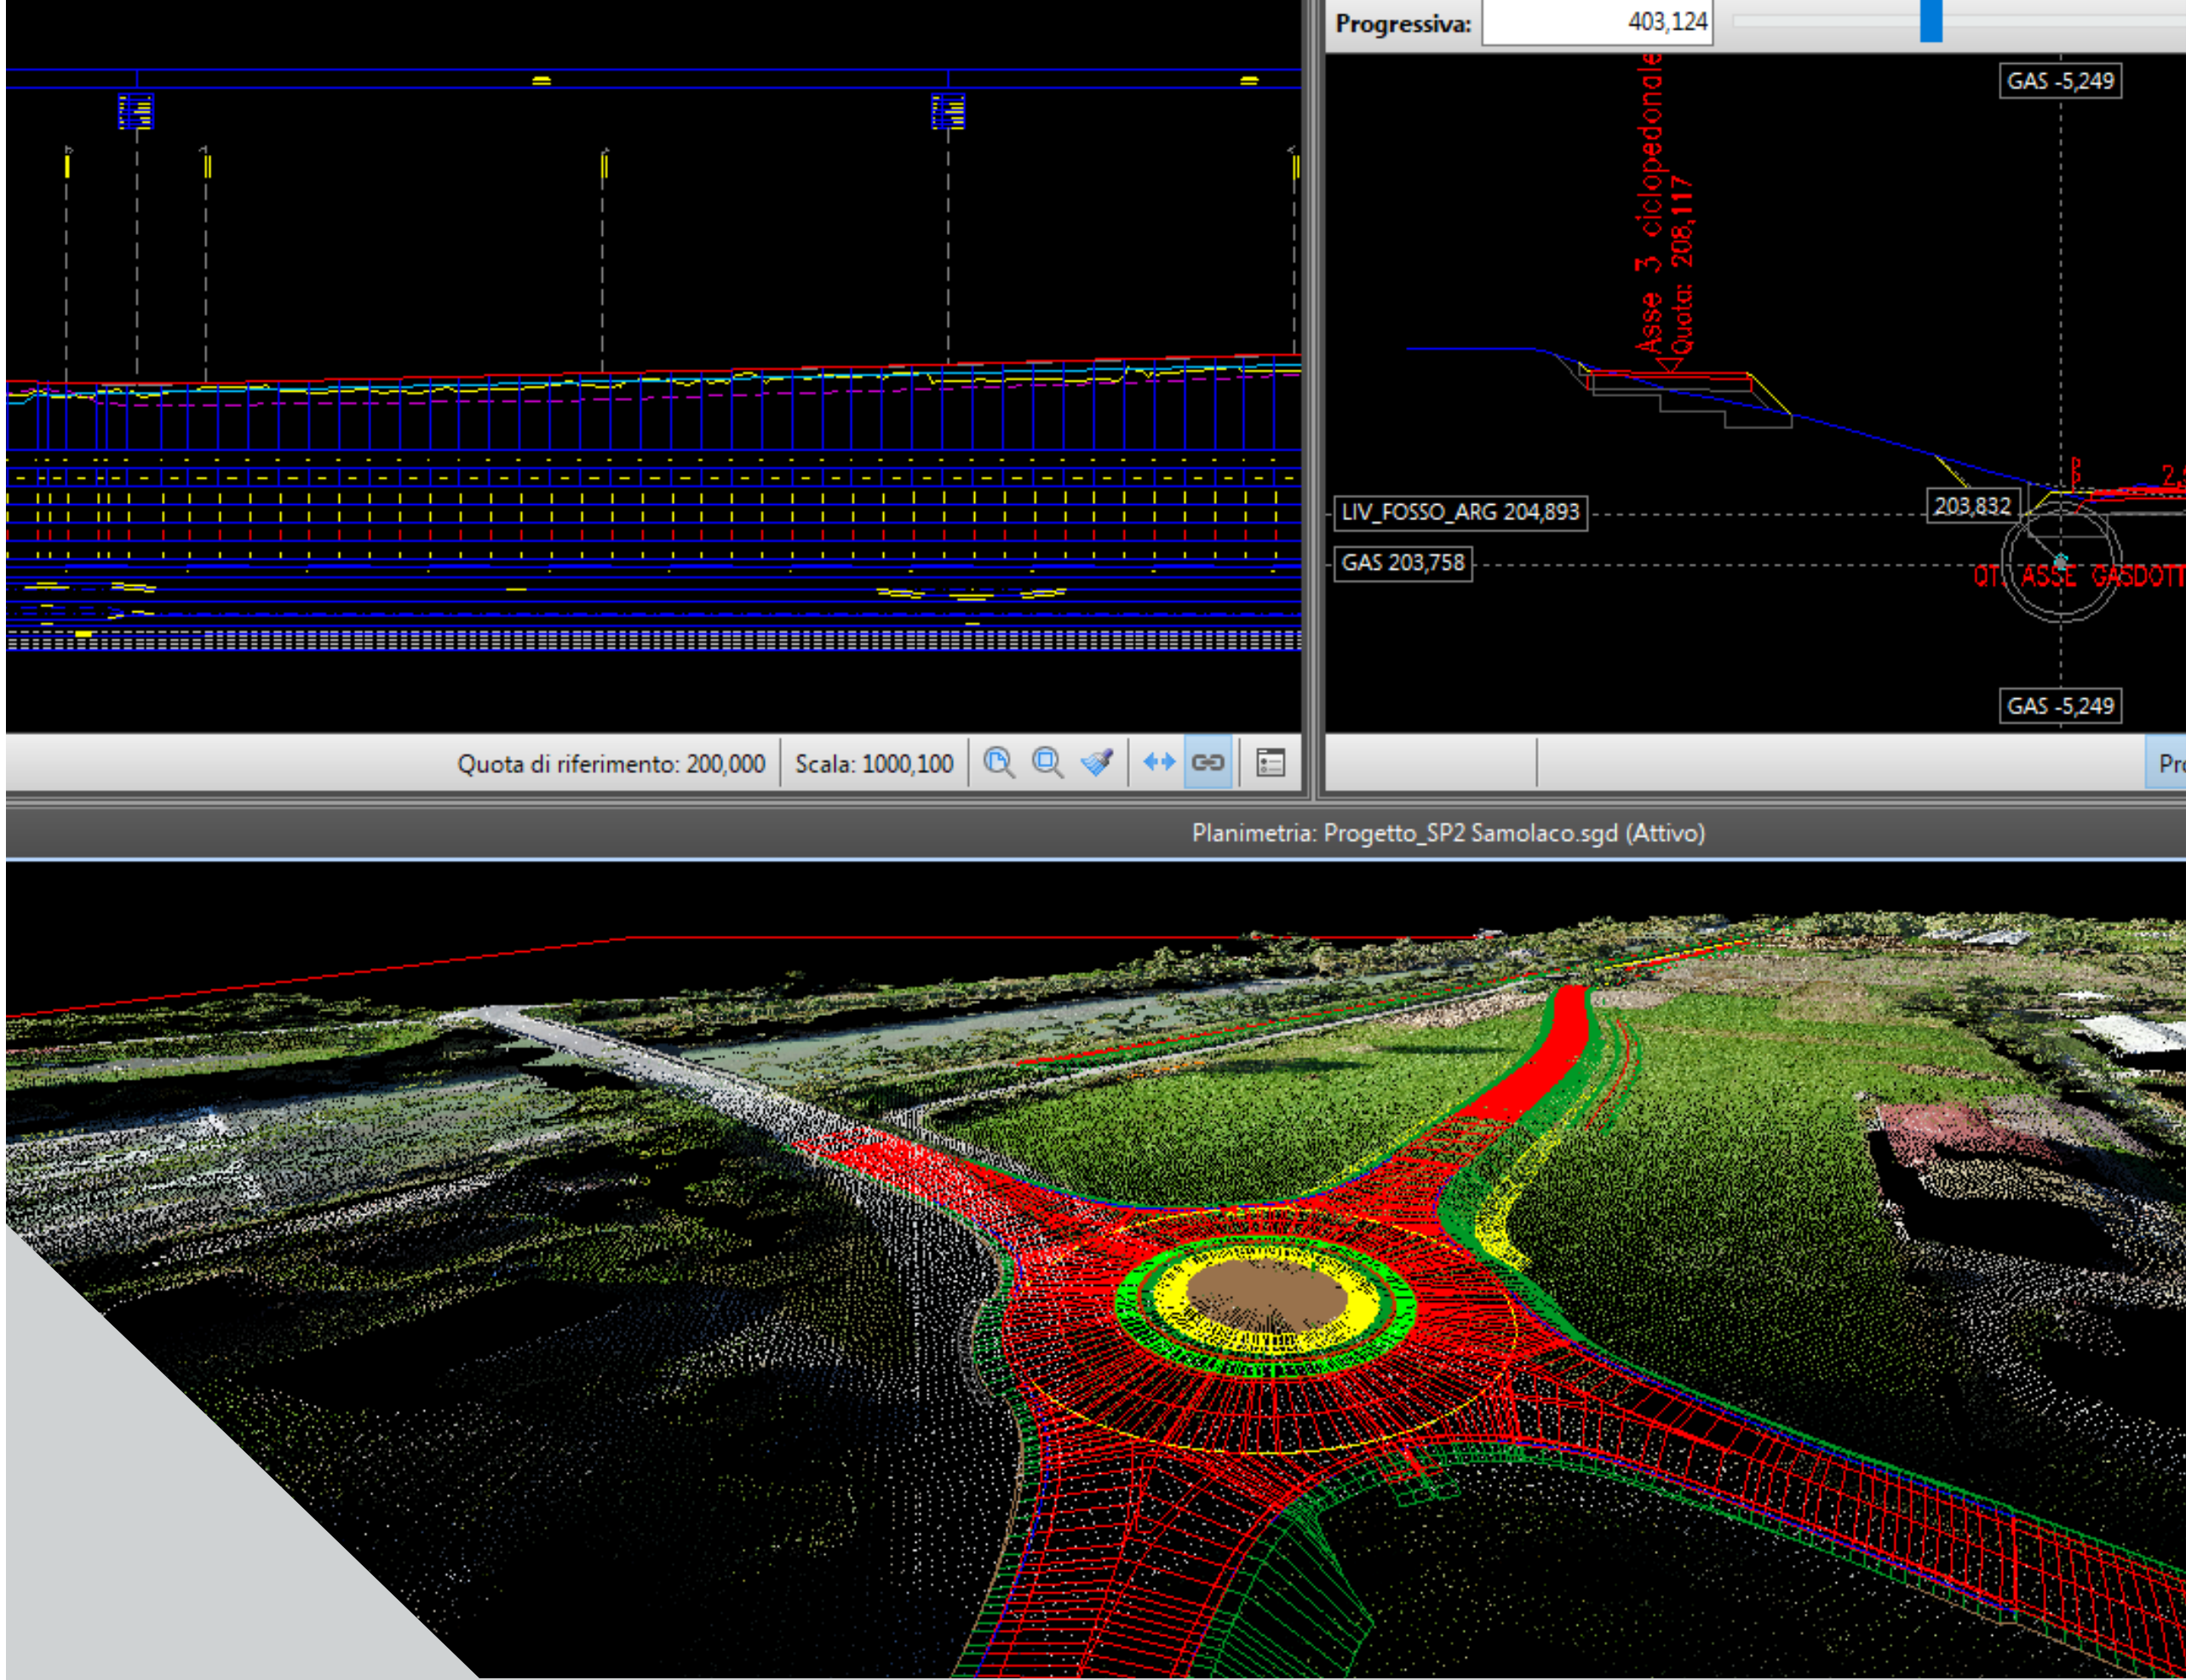 Progressiva: 403,124
GAS -5,249
Asse 3 ciclopedonale
Quota: 208,117
LIV_FOSSO_ARG 204,893
203,832
GAS 203,758
QT. ASSE GASDOTT
GAS -5,249
Quota di riferimento: 200,000
Scala: 1000,100
Planimetria: Progetto_SP2 Samolaco.sgd (Attivo)